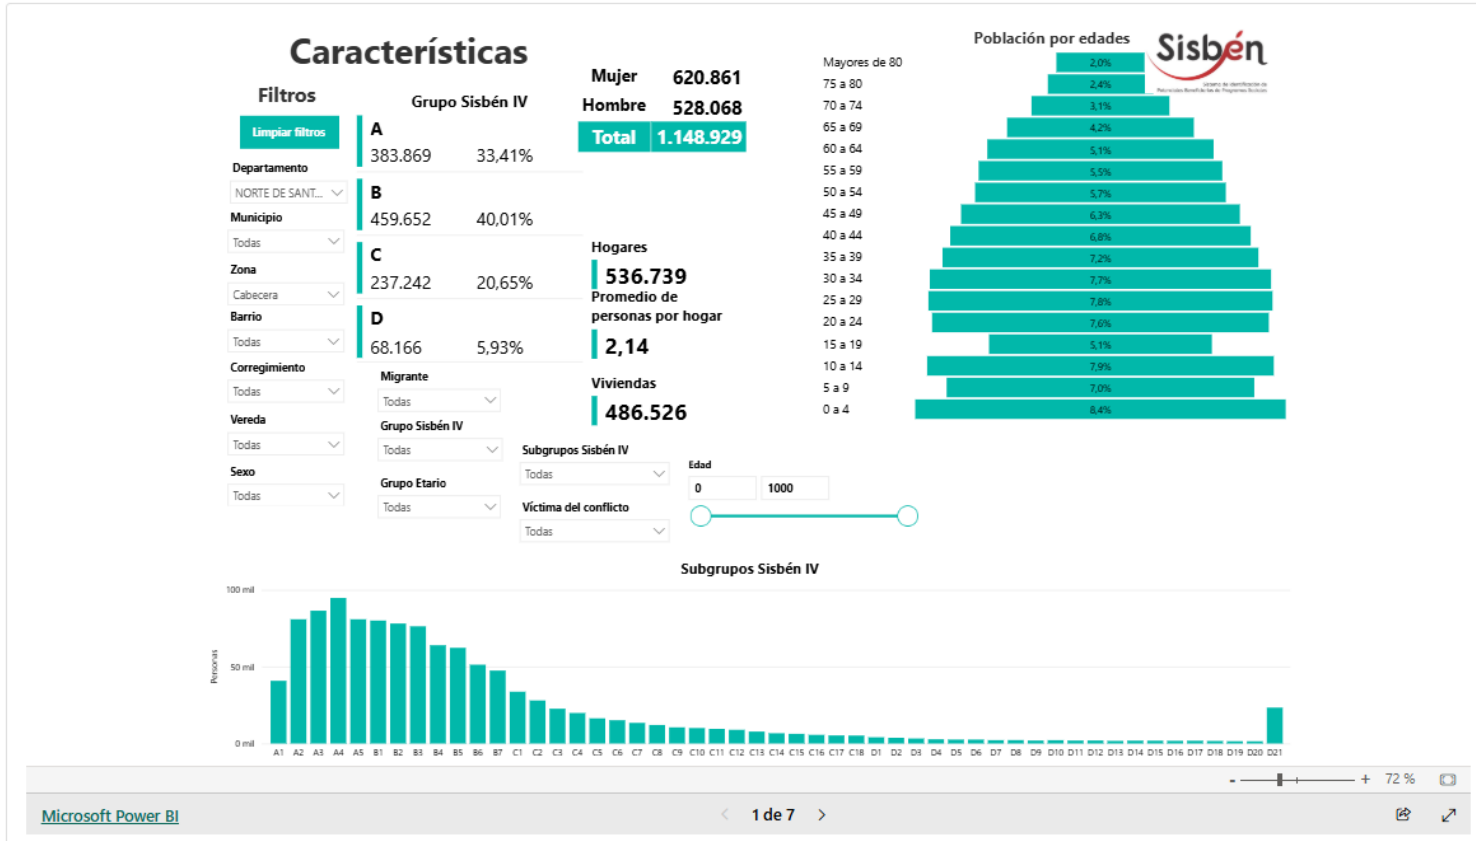 Características
Filtros
Limpiar filtros
Departamento
NORTE DE SANT...
Municipio
Todas
Zona
Cabecera
Barrio
Todas
Corregimiento
Todas
Vereda
Todas
Sexo
Todas
Grupo Sisbén IV
A
383.869 33,41%
B
459.652 40,01%
C
237.242 20,65%
D
68.166 5,93%
Migrante
Todas
Grupo Sisbén IV
Todas
Grupo Etario
Todas
Mujer 620.861
Hombre 528.068
Total 1.148.929
Hogares
536.739
Promedio de
personas por hogar
2,14
Viviendas
486.526
Subgrupos Sisbén IV
Todas
Víctima del conflicto
Todas
Edad
0 1000
Población por edades
Sisbén
Sistema de Identificación de
Potenciales Beneficiarios de Programas Sociales
Mayores de 80 2,0%
75 a 80 2,4%
70 a 74 3,1%
65 a 69 4,2%
60 a 64 5,1%
55 a 59 5,5%
50 a 54 5,7%
45 a 49 6,3%
40 a 44 6,8%
35 a 39 7,2%
30 a 34 7,7%
25 a 29 7,8%
20 a 24 7,6%
15 a 19 5,1%
10 a 14 7,9%
5 a 9 7,0%
0 a 4 8,4%
Subgrupos Sisbén IV
Personas
100 mil
50 mil
0 mil
A1 A2 A3 A4 A5 B1 B2 B3 B4 B5 B6 B7 C1 C2 C3 C4 C5 C6 C7 C8 C9 C10 C11 C12 C13 C14 C15 C16 C17 C18 D1 D2 D3 D4 D5 D6 D7 D8 D9 D10 D11 D12 D13 D14 D15 D16 D17 D18 D19 D20 D21
- + 72 %
Microsoft Power BI
1 de 7